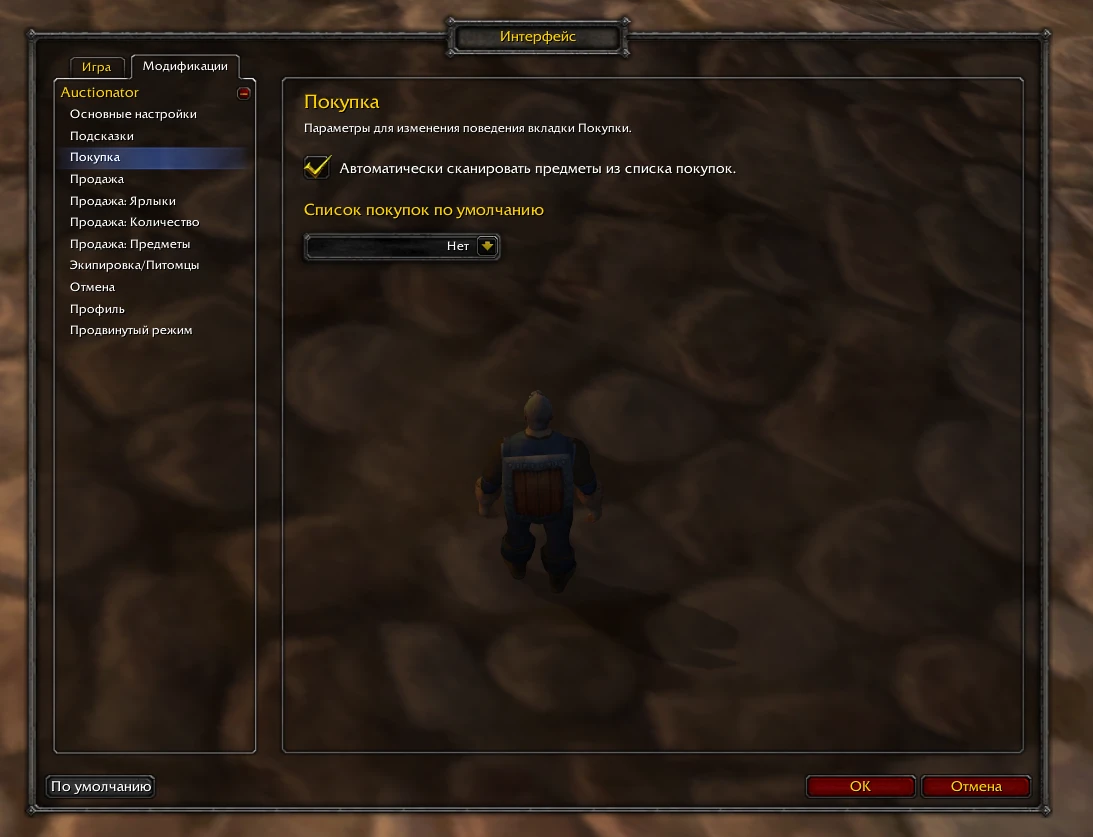 Интерфейс
Игра
Модификации
Auctionator
Основные настройки
Подсказки
Покупка
Продажа
Продажа: Ярлыки
Продажа: Количество
Продажа: Предметы
Экипировка/Питомцы
Отмена
Профиль
Продвинутый режим
Покупка
Параметры для изменения поведения вкладки Покупки.
Автоматически сканировать предметы из списка покупок.
Список покупок по умолчанию
Нет
По умолчанию
ОК
Отмена